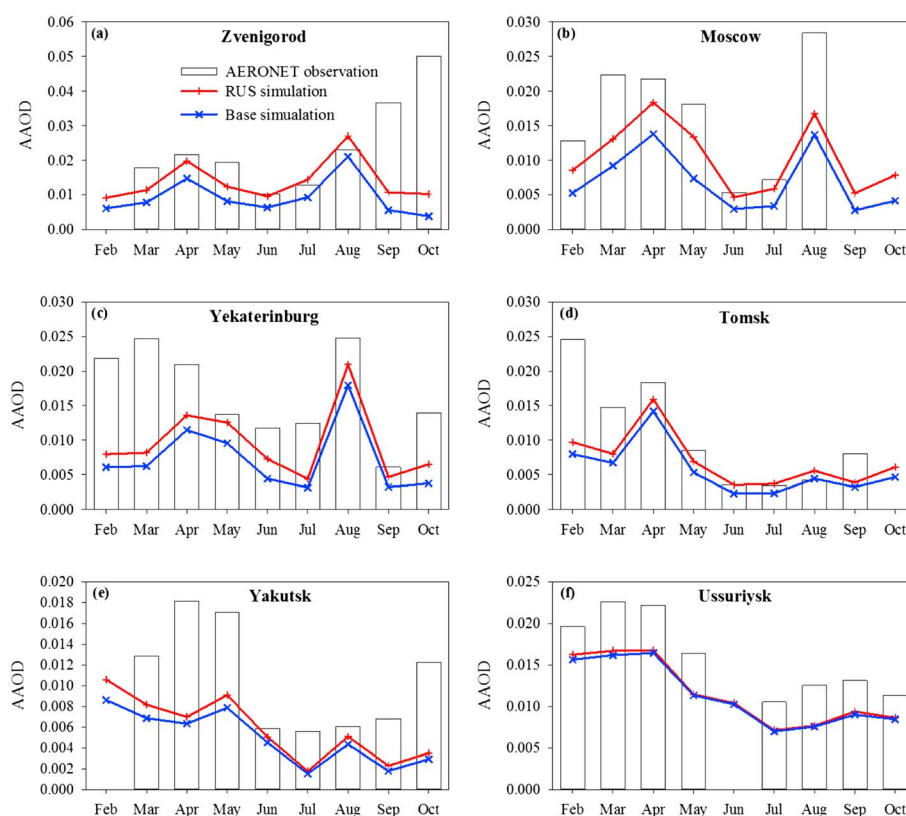 (a) Zvenigorod
AERONET observation
RUS simulation
Base simualation
AAOD
0.06
0.05
0.04
0.03
0.02
0.01
0.00
Feb Mar Apr May Jun Jul Aug Sep Oct
(b) Moscow
AAOD
0.030
0.025
0.020
0.015
0.010
0.005
0.000
Feb Mar Apr May Jun Jul Aug Sep Oct
(c) Yekaterinburg
AAOD
0.030
0.025
0.020
0.015
0.010
0.005
0.000
Feb Mar Apr May Jun Jul Aug Sep Oct
(d) Tomsk
AAOD
0.030
0.025
0.020
0.015
0.010
0.005
0.000
Feb Mar Apr May Jun Jul Aug Sep Oct
(e) Yakutsk
AAOD
0.020
0.018
0.016
0.014
0.012
0.010
0.008
0.006
0.004
0.002
0.000
Feb Mar Apr May Jun Jul Aug Sep Oct
(f) Ussuriysk
AAOD
0.025
0.020
0.015
0.010
0.005
0.000
Feb Mar Apr May Jun Jul Aug Sep Oct